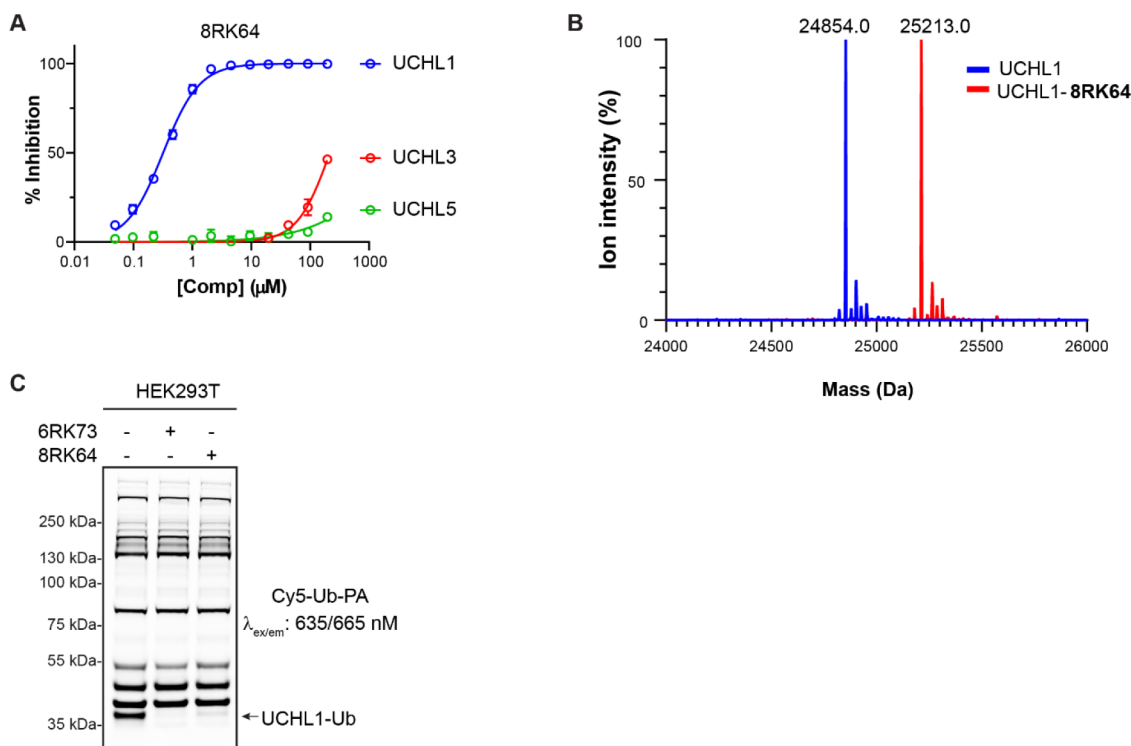 A
8RK64
% Inhibition
100
50
0
0.01
0.1
1
10
100
1000
[Comp] (μM)
UCHL1
UCHL3
UCHL5
B
24854.0
25213.0
Ion intensity (%)
100
50
0
24000
24500
25000
25500
26000
Mass (Da)
UCHL1
UCHL1-8RK64
C
HEK293T
6RK73 - + -
8RK64 - - +
250 kDa-
130 kDa-
100 kDa-
75 kDa-
55 kDa-
35 kDa-
Cy5-Ub-PA
λex/em: 635/665 nM
←UCHL1-Ub